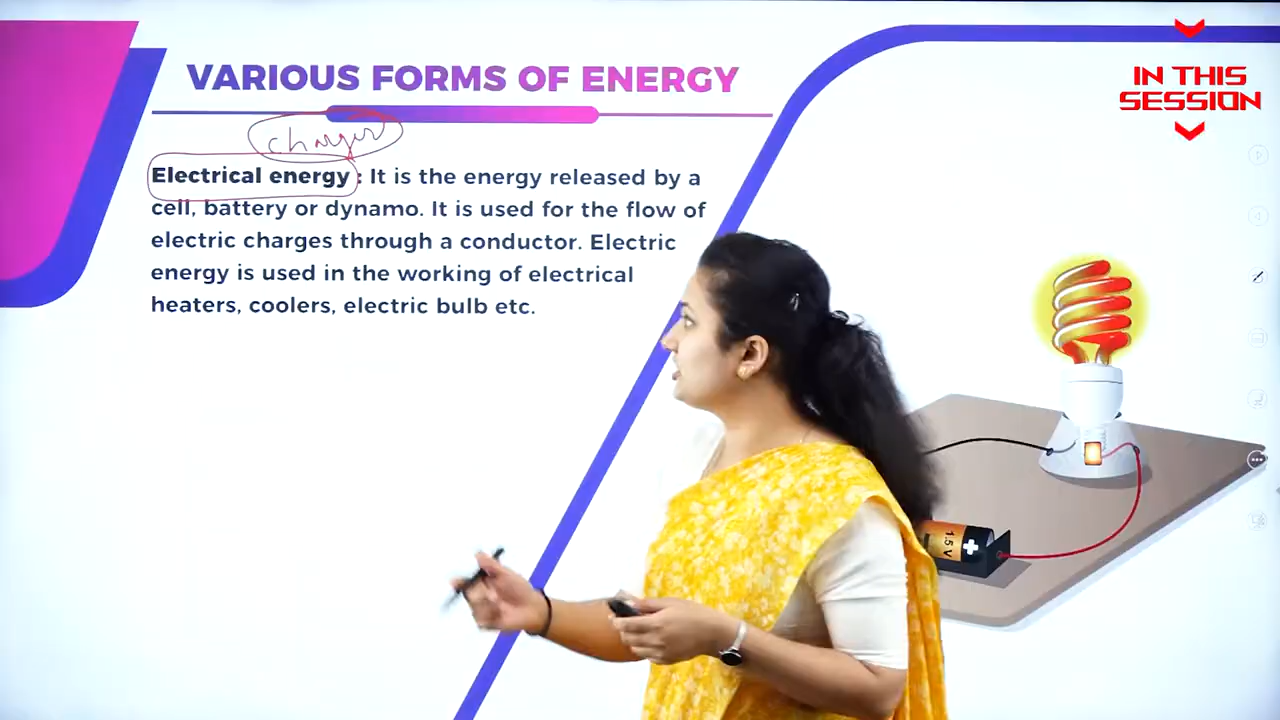 VARIOUS FORMS OF ENERGY
IN THIS
SESSION
charges
Electrical energy : It is the energy released by a
cell, battery or dynamo. It is used for the flow of
electric charges through a conductor. Electric
energy is used in the working of electrical
heaters, coolers, electric bulb etc.
1.5 V